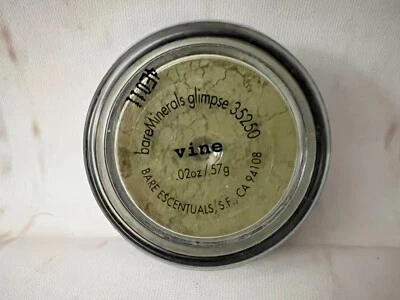 bareMinerals glimpse 35250
vine
.02oz/.57g
BARE ESCENTUALS, S.F., CA 94108